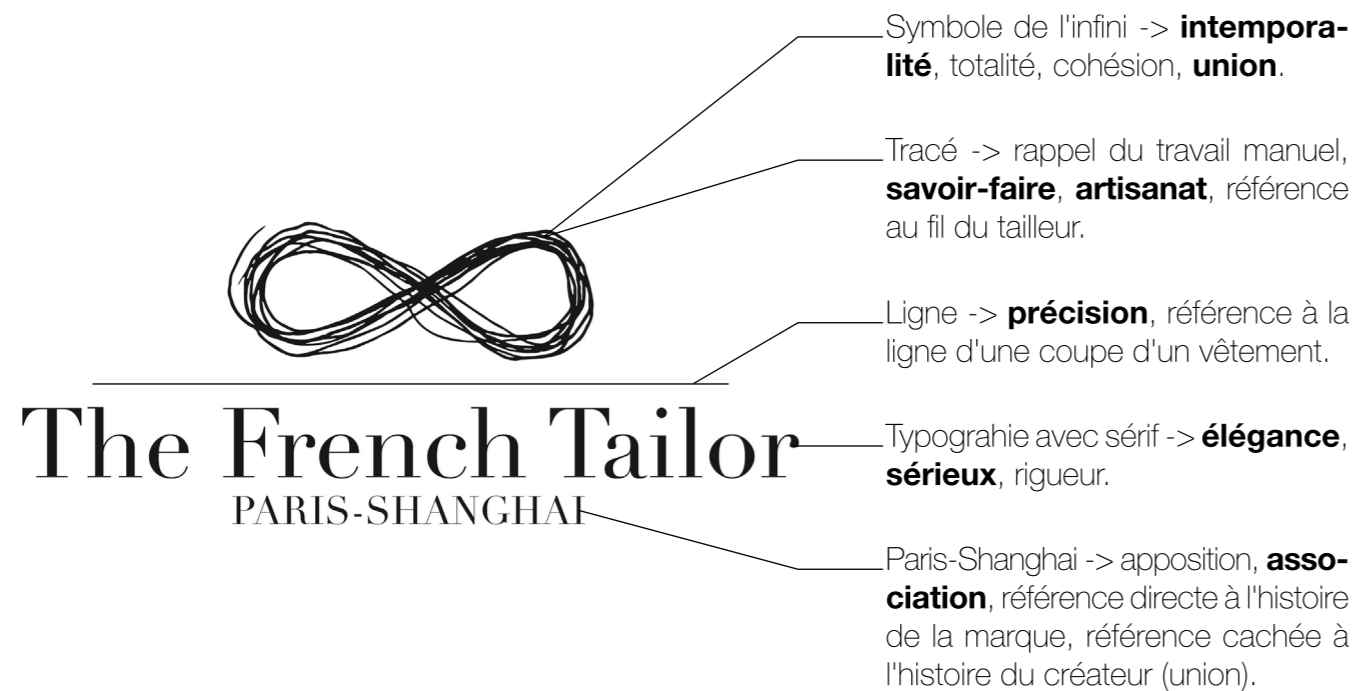 Symbole de l'infini -> intempora-
lité, totalité, cohésion, union.
Tracé -> rappel du travail manuel,
savoir-faire, artisanat, référence
au fil du tailleur.
Ligne -> précision, référence à la
ligne d'une coupe d'un vêtement.
The French Tailor
PARIS-SHANGHAI
Typograhie avec sérif -> élégance,
sérieux, rigueur.
Paris-Shanghai -> apposition, asso-
ciation, référence directe à l'histoire
de la marque, référence cachée à
l'histoire du créateur (union).